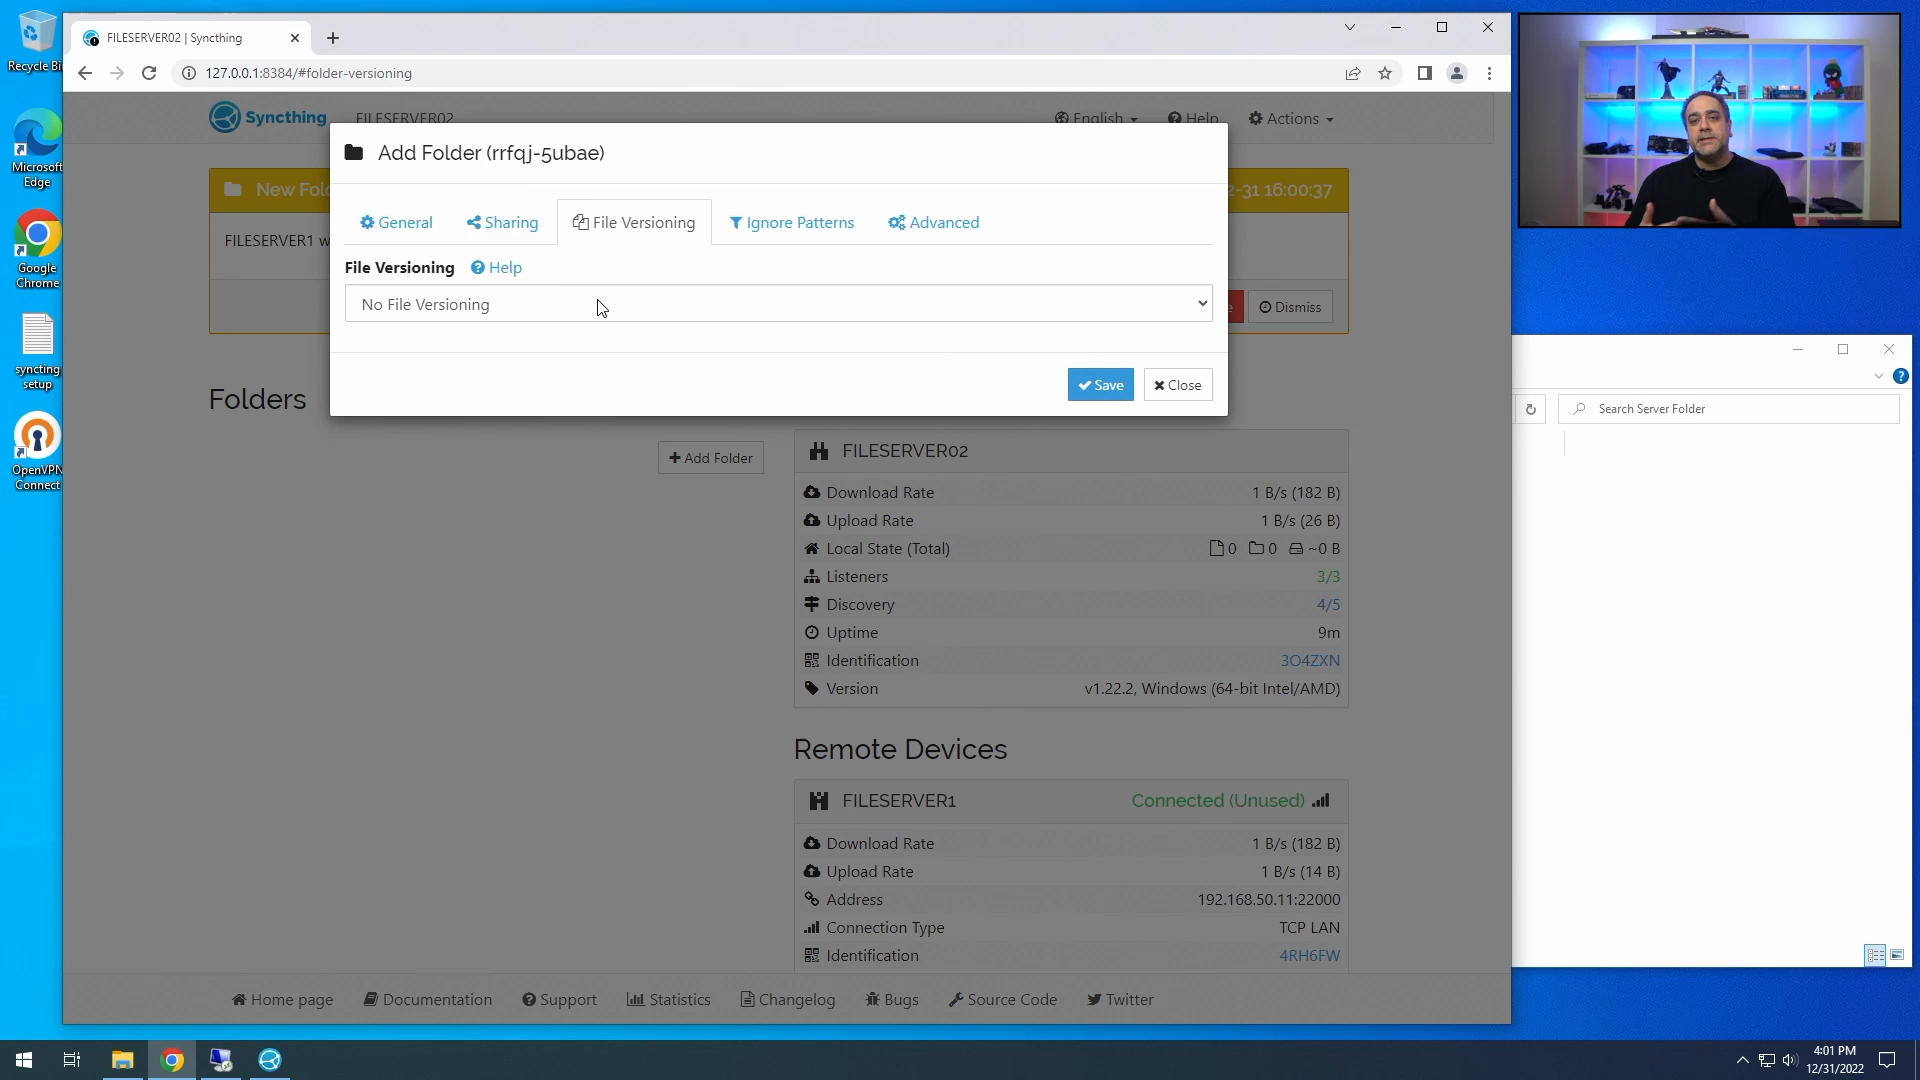 Recycle Bi
Microsoft
Edge
Google
Chrome
syncting
setup
OpenVPN
Connect
FILESERVER02 | Syncthing
127.0.0.1:8384/#folder-versioning
Syncthing
FILESERVER02
English
Help
Actions
New Fol
2-31 16:00:37
FILESERVER1 w
Dismiss
Add Folder (rrfqj-5ubae)
General
Sharing
File Versioning
Ignore Patterns
Advanced
File Versioning
Help
No File Versioning
Save
Close
Folders
Add Folder
FILESERVER02
Download Rate 1 B/s (182 B)
Upload Rate 1 B/s (26 B)
Local State (Total) 0 0 ~0 B
Listeners 3/3
Discovery 4/5
Uptime 9m
Identification 3O4ZXN
Version v1.22.2, Windows (64-bit Intel/AMD)
Remote Devices
FILESERVER1 Connected (Unused)
Download Rate 1 B/s (182 B)
Upload Rate 1 B/s (14 B)
Address 192.168.50.11:22000
Connection Type TCP LAN
Identification 4RH6FW
Home page
Documentation
Support
Statistics
Changelog
Bugs
Source Code
Twitter
Search Server Folder
4:01 PM
12/31/2022